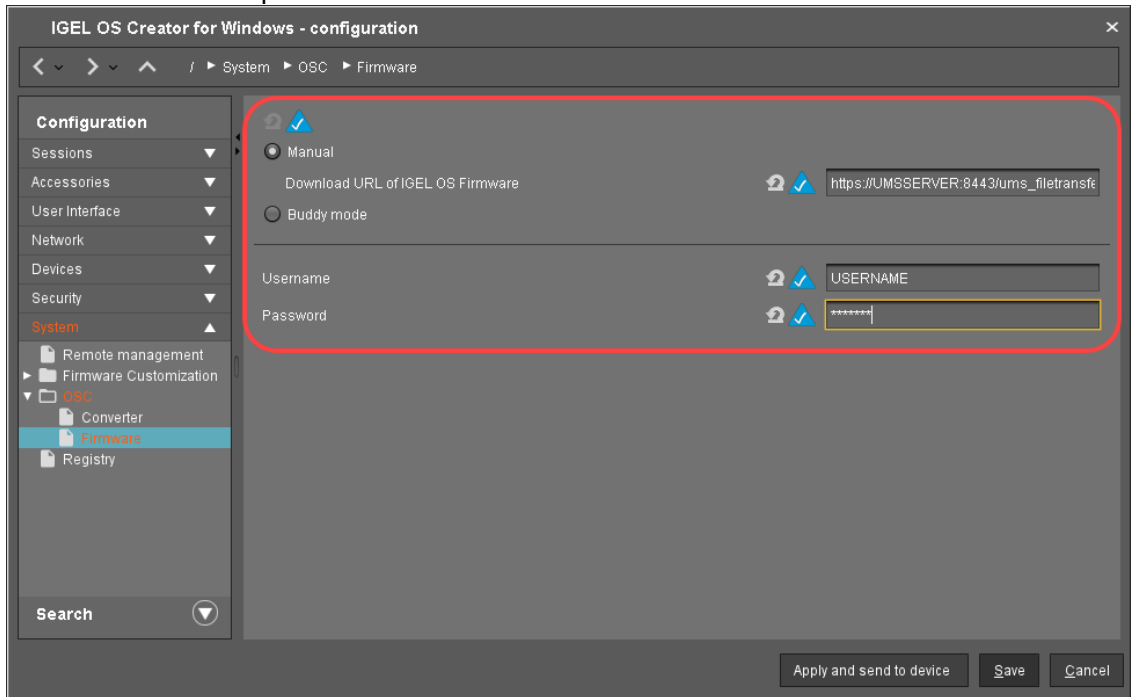 IGEL OS Creator for Windows - configuration
/ System OSC Firmware
Configuration
Sessions
Accessories
User Interface
Network
Devices
Security
System
Remote management
Firmware Customization
OSC
Converter
Firmware
Registry
Search
Manual
Download URL of IGEL OS Firmware https://UMSSERVER:8443/ums_filetransfe
Buddy mode
Username USERNAME
Password *******
Apply and send to device Save Cancel